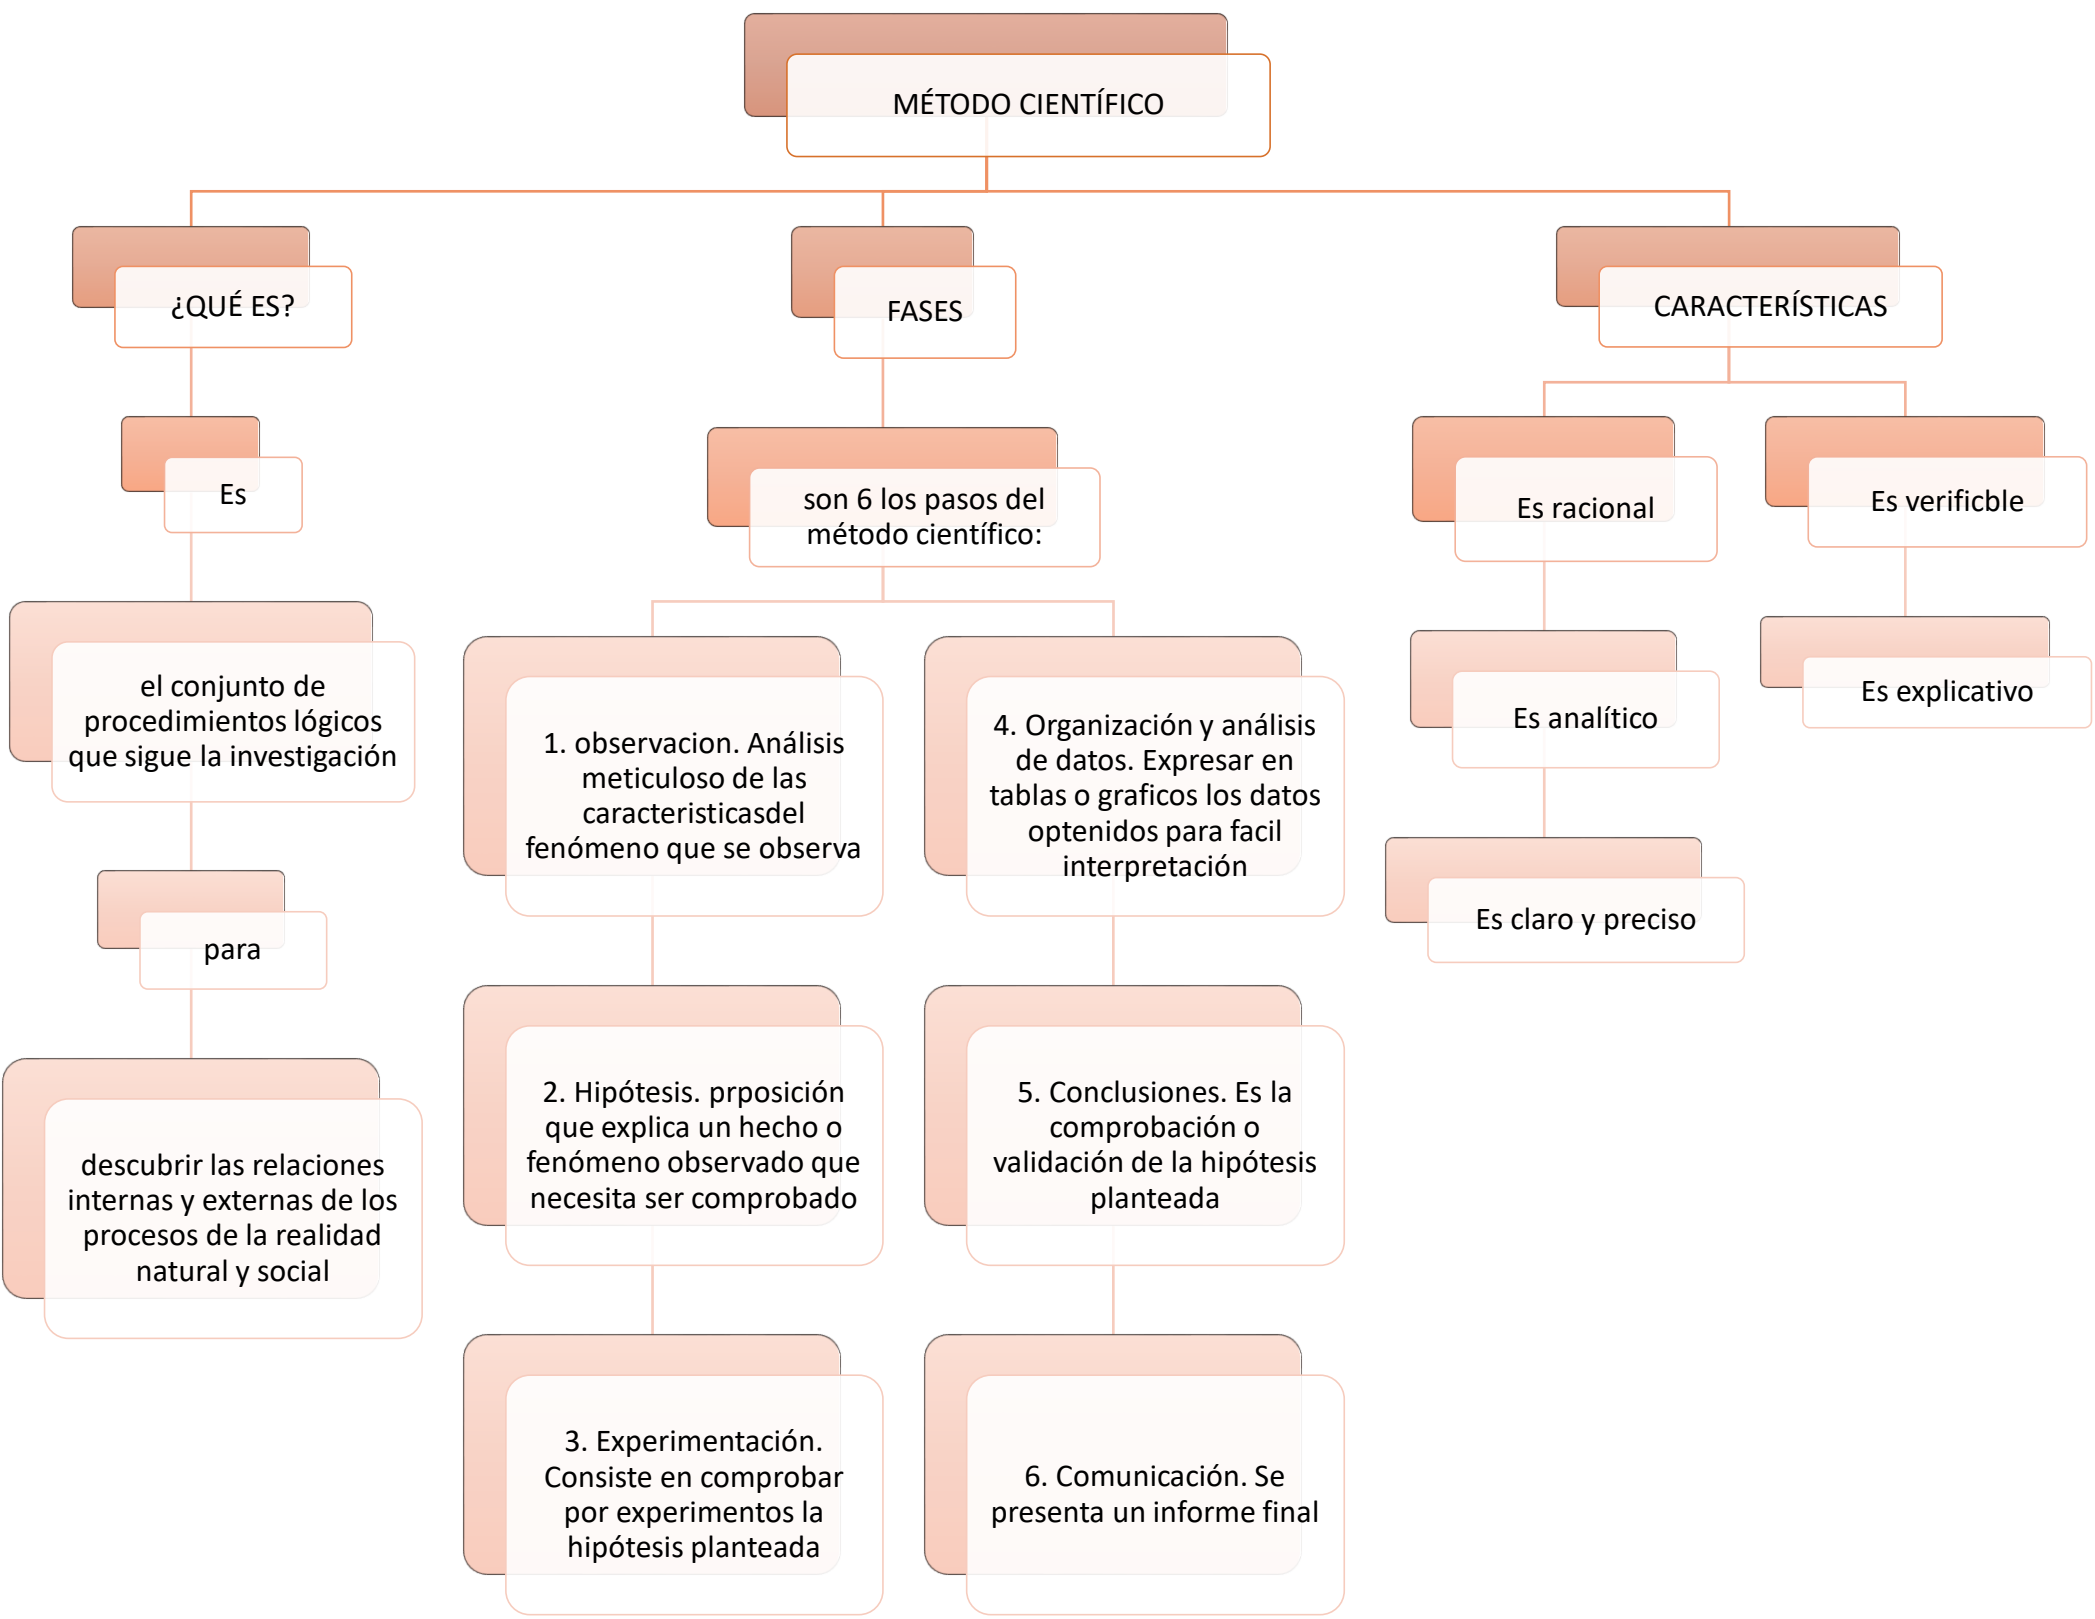 MÉTODO CIENTÍFICO
¿QUÉ ES?
Es
el conjunto de
procedimientos lógicos
que sigue la investigación
para
descubrir las relaciones
internas y externas de los
procesos de la realidad
natural y social
FASES
son 6 los pasos del
método científico:
1. observacion. Análisis
meticuloso de las
caracteristicasdel
fenómeno que se observa
2. Hipótesis. prposición
que explica un hecho o
fenómeno observado que
necesita ser comprobado
3. Experimentación.
Consiste en comprobar
por experimentos la
hipótesis planteada
4. Organización y análisis
de datos. Expresar en
tablas o graficos los datos
optenidos para facil
interpretación
5. Conclusiones. Es la
comprobación o
validación de la hipótesis
planteada
6. Comunicación. Se
presenta un informe final
CARACTERÍSTICAS
Es racional
Es analítico
Es claro y preciso
Es verificble
Es explicativo